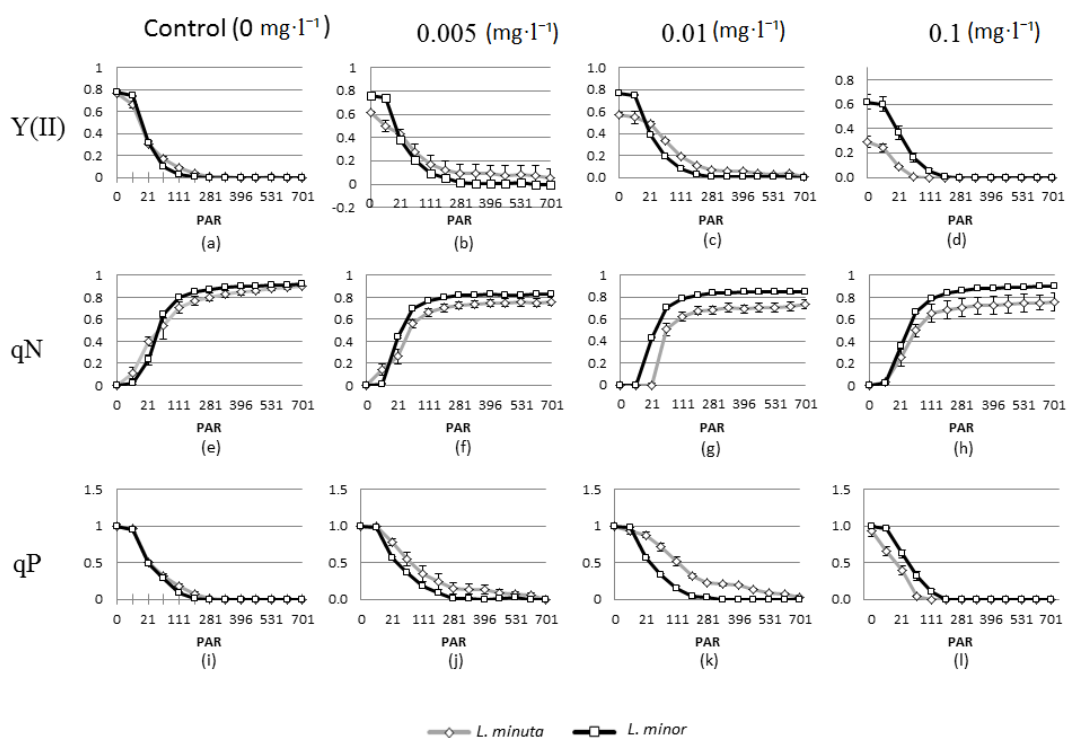 Control (0 mg·l⁻¹) 0.005 (mg·l⁻¹) 0.01 (mg·l⁻¹) 0.1 (mg·l⁻¹)
Y(II)
1
0.8
0.6
0.4
0.2
0
0 21 111 281 396 531 701
PAR
(a)
1
0.8
0.6
0.4
0.2
0
-0.2
0 21 111 281 396 531 701
PAR
(b)
1.0
0.8
0.6
0.4
0.2
0.0
0 21 111 281 396 531 701
PAR
(c)
0.8
0.6
0.4
0.2
0.0
0 21 111 281 396 531 701
PAR
(d)
qN
1
0.8
0.6
0.4
0.2
0
0 21 111 281 396 531 701
PAR
(e)
1
0.8
0.6
0.4
0.2
0
0 21 111 281 396 531 701
PAR
(f)
1
0.8
0.6
0.4
0.2
0
0 21 111 281 396 531 701
PAR
(g)
1
0.8
0.6
0.4
0.2
0
0 21 111 281 396 531 701
PAR
(h)
qP
1.5
1
0.5
0
0 21 111 281 396 531 701
PAR
(i)
1.5
1
0.5
0
0 21 111 281 396 531 701
PAR
(j)
1.5
1
0.5
0
0 21 111 281 396 531 701
PAR
(k)
1.5
1.0
0.5
0.0
0 21 111 281 396 531 701
PAR
(l)
L. minuta L. minor